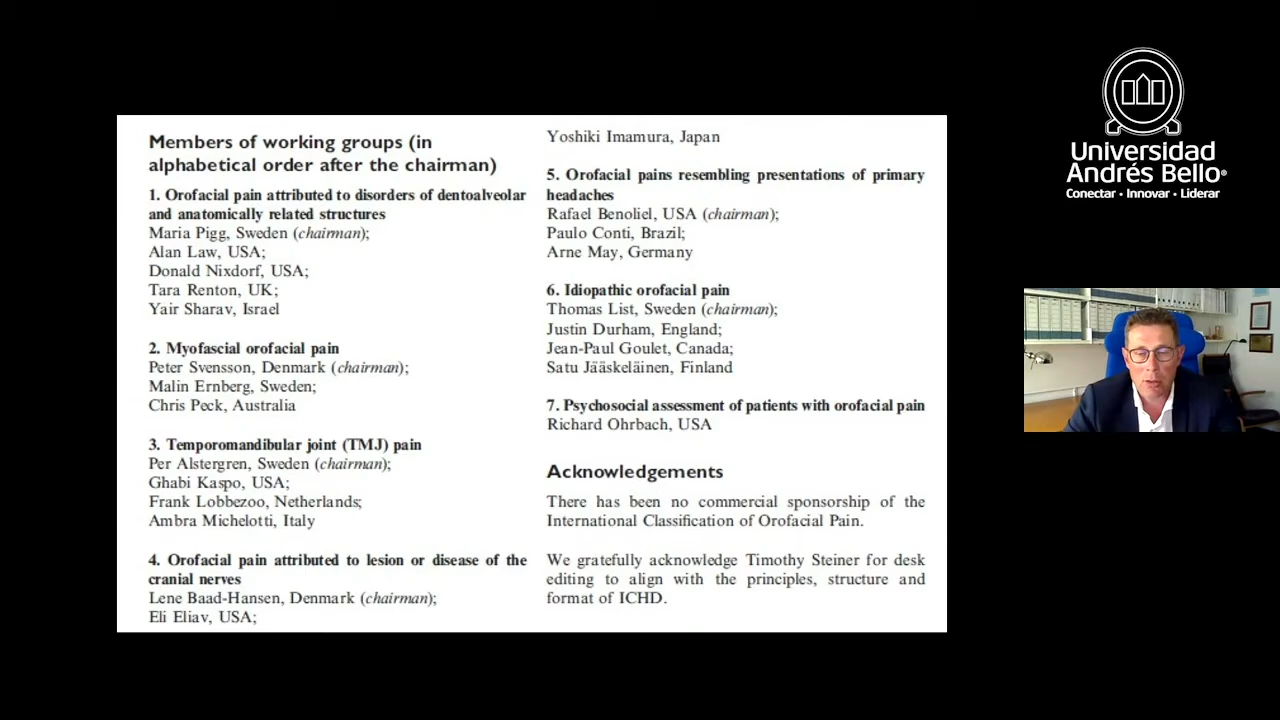 Members of working groups (in
alphabetical order after the chairman)
1. Orofacial pain attributed to disorders of dentoalveolar
and anatomically related structures
Maria Pigg, Sweden (chairman);
Alan Law, USA;
Donald Nixdorf, USA;
Tara Renton, UK;
Yair Sharav, Israel
2. Myofascial orofacial pain
Peter Svensson, Denmark (chairman);
Malin Ernberg, Sweden;
Chris Peck, Australia
3. Temporomandibular joint (TMJ) pain
Per Alstergren, Sweden (chairman);
Ghabi Kaspo, USA;
Frank Lobbezoo, Netherlands;
Ambra Michelotti, Italy
4. Orofacial pain attributed to lesion or disease of the
cranial nerves
Lene Baad-Hansen, Denmark (chairman);
Eli Eliav, USA;
Yoshiki Imamura, Japan
5. Orofacial pains resembling presentations of primary
headaches
Rafael Benoliel, USA (chairman);
Paulo Conti, Brazil;
Arne May, Germany
6. Idiopathic orofacial pain
Thomas List, Sweden (chairman);
Justin Durham, England;
Jean-Paul Goulet, Canada;
Satu Jääskeläinen, Finland
7. Psychosocial assessment of patients with orofacial pain
Richard Ohrbach, USA
Acknowledgements
There has been no commercial sponsorship of the
International Classification of Orofacial Pain.
We gratefully acknowledge Timothy Steiner for desk
editing to align with the principles, structure and
format of ICHD.
Universidad
Andrés Bello®
Conectar • Innovar • Liderar